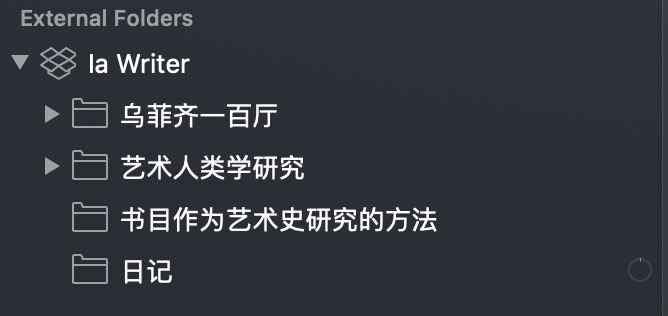 External Folders
Ia Writer
乌菲齐一百厅
艺术人类学研究
书目作为艺术史研究的方法
日记